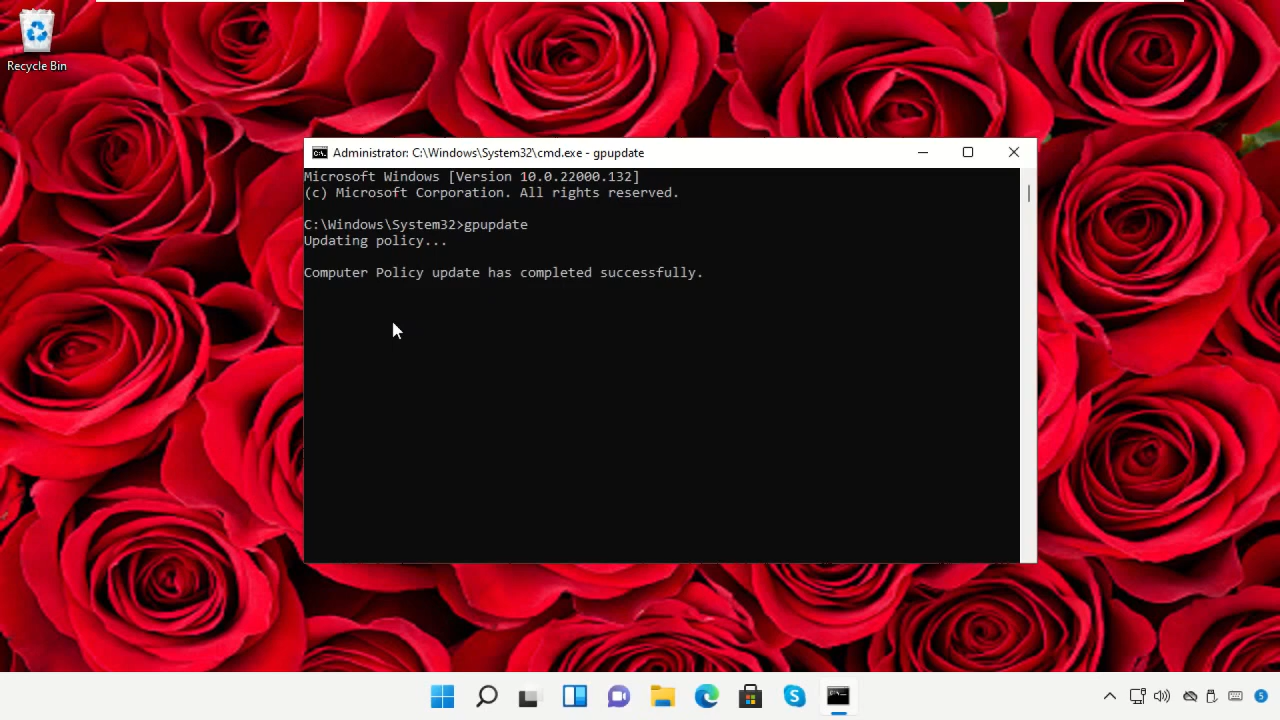 Recycle Bin
Administrator: C:\Windows\System32\cmd.exe - gpupdate
Microsoft Windows [Version 10.0.22000.132]
(c) Microsoft Corporation. All rights reserved.
C:\Windows\System32>gpupdate
Updating policy...
Computer Policy update has completed successfully.
5